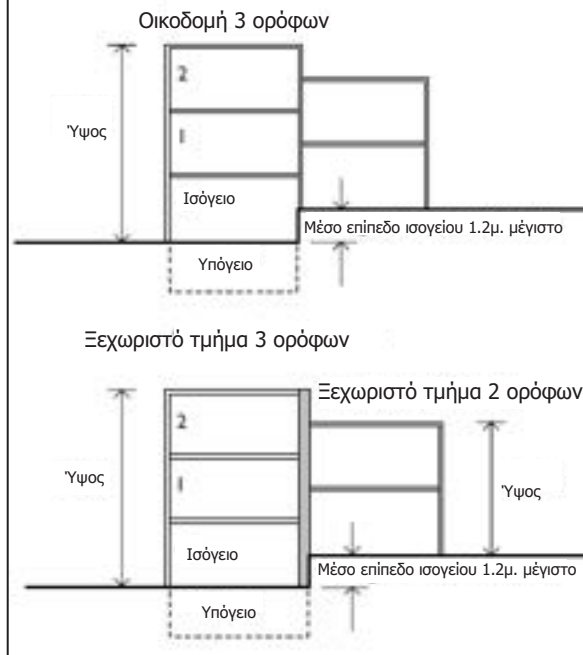 Οικοδομή 3 ορόφων
2
Ύψος
1
Ισόγειο
Μέσο επίπεδο ισογείου 1.2μ. μέγιστο
Υπόγειο
Ξεχωριστό τμήμα 3 ορόφων
Ξεχωριστό τμήμα 2 ορόφων
2
Ύψος
1
Ύψος
Ισόγειο
Μέσο επίπεδο ισογείου 1.2μ. μέγιστο
Υπόγειο